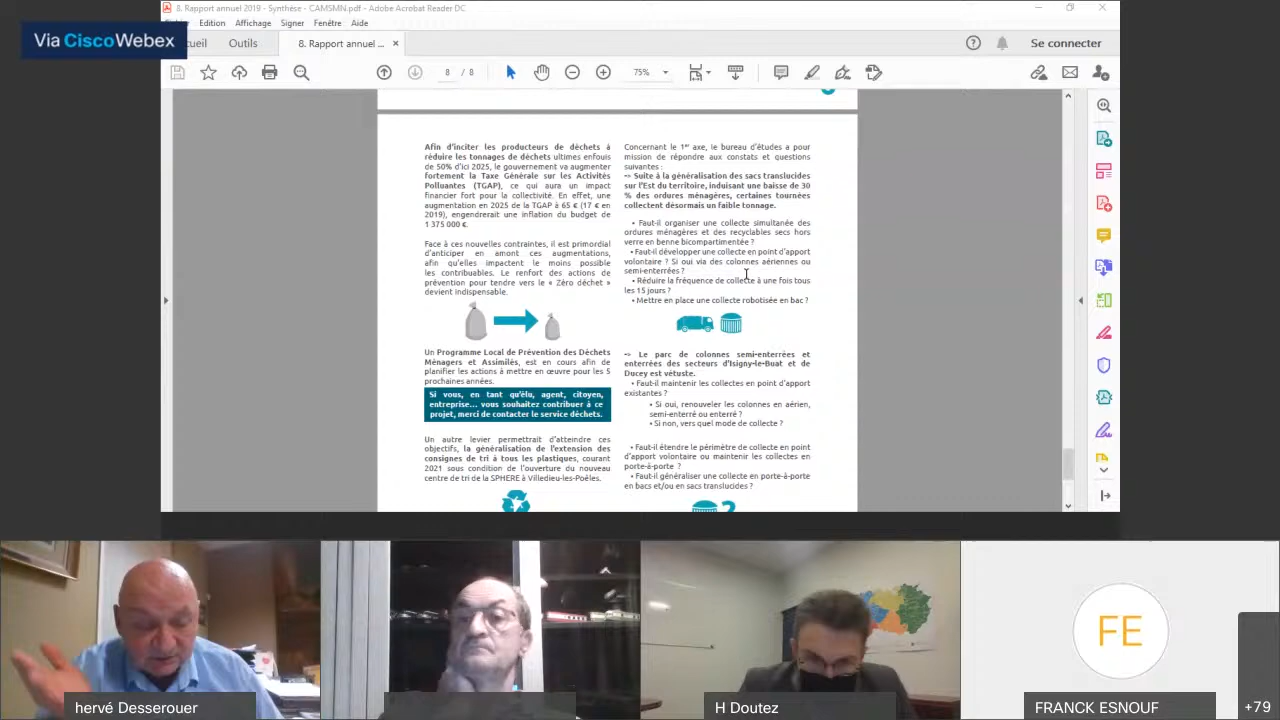 8. Rapport annuel 2019 - Synthèse - CAMSMN.pdf - Adobe Acrobat Reader DC
Edition Affichage Signer Fenêtre Aide
Via CiscoWebex
cueil Outils 8. Rapport annuel ... × Se connecter
8 / 8 75%
Afin d'inciter les producteurs de déchets à
réduire les tonnages de déchets ultimes enfouis
de 50% d'ici 2025, le gouvernement va augmenter
fortement la Taxe Générale sur les Activités
Polluantes (TGAP), ce qui aura un impact
financier fort pour la collectivité. En effet, une
augmentation en 2025 de la TGAP à 65 € (17 € en
2019), engendrerait une inflation du budget de
1 375 000 €.
Face à ces nouvelles contraintes, il est primordial
d'anticiper en amont ces augmentations,
afin qu'elles impactent le moins possible
les contribuables. Le renfort des actions de
prévention pour tendre vers le « Zéro déchet »
devient indispensable.
Un Programme Local de Prévention des Déchets
Ménagers et Assimilés, est en cours afin de
planifier les actions à mettre en œuvre pour les 5
prochaines années.
Si vous, en tant qu'élu, agent, citoyen,
entreprise... vous souhaitez contribuer à ce
projet, merci de contacter le service déchets.
Un autre levier permettrait d'atteindre ces
objectifs, la généralisation de l'extension des
consignes de tri à tous les plastiques, courant
2021 sous condition de l'ouverture du nouveau
centre de tri de la SPHERE à Villedieu-les-Poêles.
Concernant le 1er axe, le bureau d'études a pour
mission de répondre aux constats et questions
suivantes :
-> Suite à la généralisation des sacs translucides
sur l'Est du territoire, induisant une baisse de 30
% des ordures ménagères, certaines tournées
collectent désormais un faible tonnage.
• Faut-il organiser une collecte simultanée des
ordures ménagères et des recyclables secs hors
verre en benne bicompartimentée ?
• Faut-il développer une collecte en point d'apport
volontaire ? Si oui via des colonnes aériennes ou
semi-enterrées ?
• Réduire la fréquence de collecte à une fois tous
les 15 jours ?
• Mettre en place une collecte robotisée en bac ?
-> Le parc de colonnes semi-enterrées et
enterrées des secteurs d'Isigny-le-Buat et de
Ducey est vétuste.
• Faut-il maintenir les collectes en point d'apport
existantes ?
• Si oui, renouveler les colonnes en aérien,
semi-enterré ou enterré ?
• Si non, vers quel mode de collecte ?
• Faut-il étendre le périmètre de collecte en point
d'apport volontaire ou maintenir les collectes en
porte-à-porte ?
• Faut-il généraliser une collecte en porte-à-porte
en bacs et/ou en sacs translucides ?
?
FE
hervé Desserouer H Doutez FRANCK ESNOUF +79